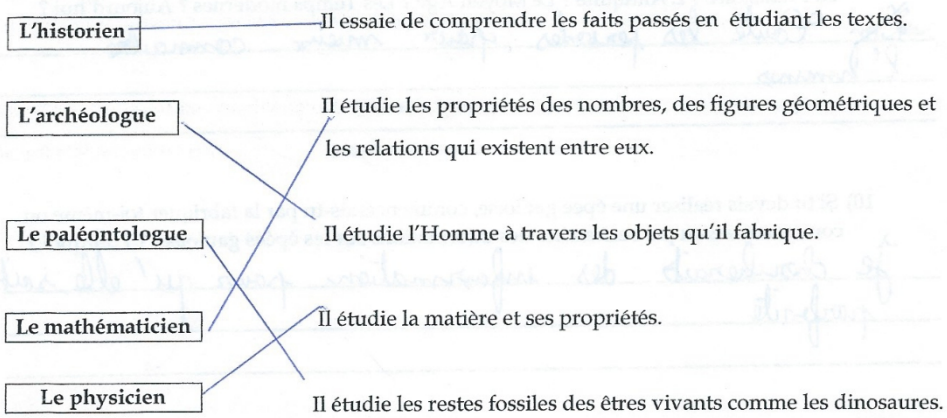 L'historien
Il essaie de comprendre les faits passés en étudiant les textes.
L'archéologue
Il étudie les propriétés des nombres, des figures géométriques et
les relations qui existent entre eux.
Le paléontologue
Il étudie l'Homme à travers les objets qu'il fabrique.
Le mathématicien
Il étudie la matière et ses propriétés.
Le physicien
Il étudie les restes fossiles des êtres vivants comme les dinosaures.